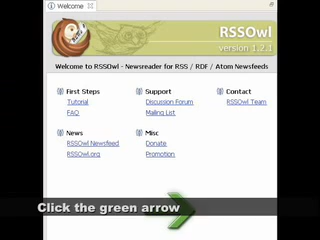 Welcome
RSSOwl
version 1.2.1
Welcome to RSSOwl - Newsreader for RSS / RDF / Atom Newsfeeds
First Steps
Tutorial
FAQ
Support
Discussion Forum
Mailing List
Contact
RSSOwl Team
News
RSSOwl Newsfeed
RSSOwl.org
Misc
Donate
Promotion
Click the green arrow